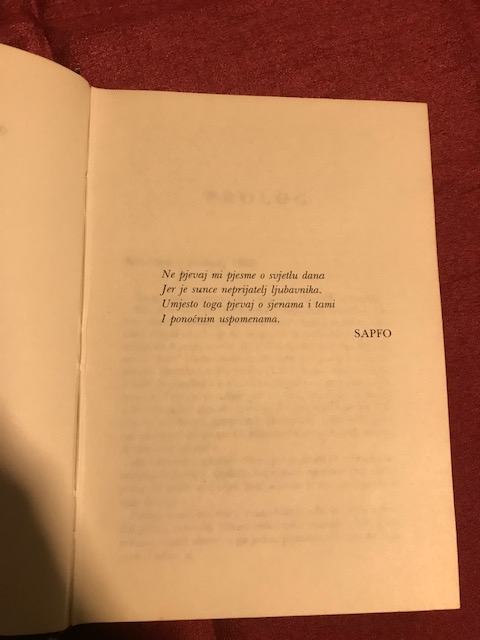 Ne pjevaj mi pjesme o svjetlu dana
Jer je sunce neprijatelj ljubavnika.
Umjesto toga pjevaj o sjenama i tami
I ponoćnim uspomenama.
SAPFO